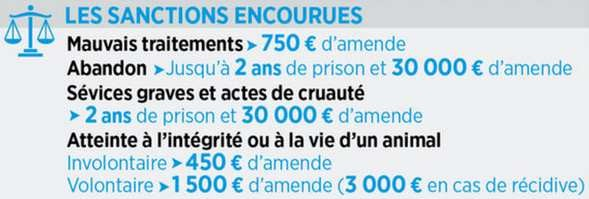 LES SANCTIONS ENCOURUES
Mauvais traitements ➤ 750 € d'amende
Abandon ➤ Jusqu'à 2 ans de prison et 30 000 € d'amende
Sévices graves et actes de cruauté
➤ 2 ans de prison et 30 000 € d'amende
Atteinte à l'intégrité ou à la vie d'un animal
Involontaire ➤ 450 € d'amende
Volontaire ➤ 1 500 € d'amende (3 000 € en cas de récidive)